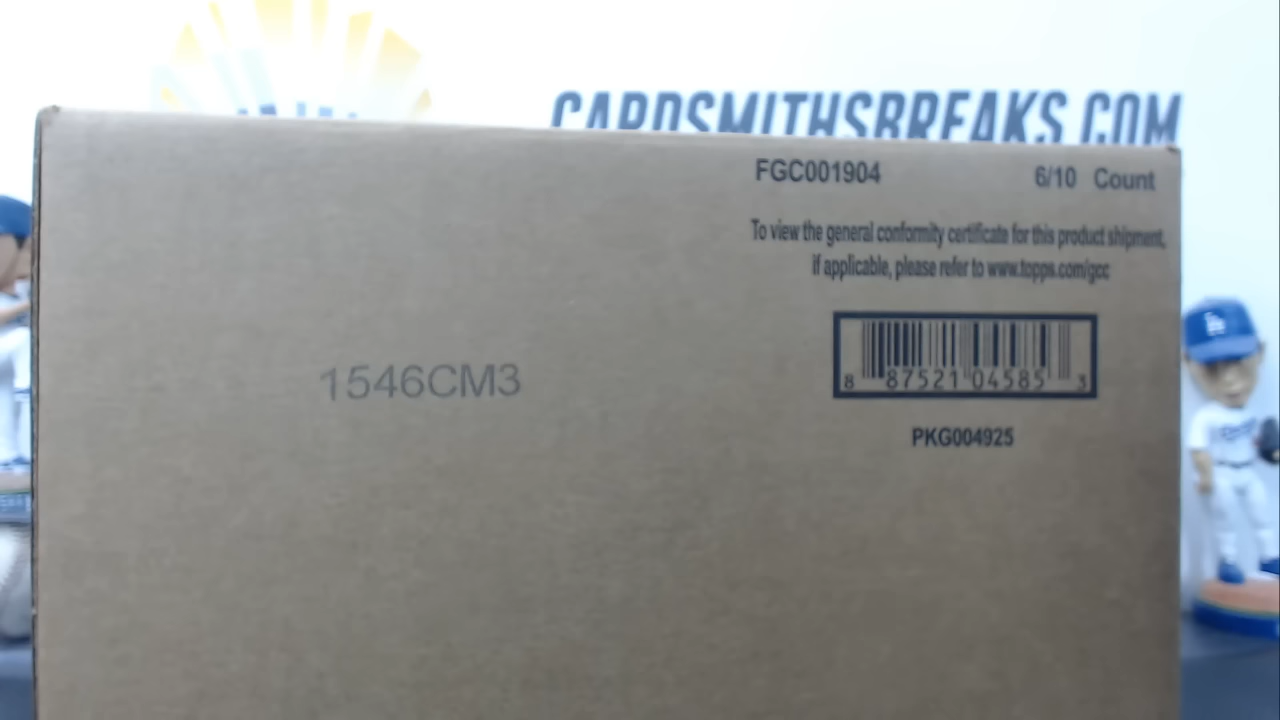 CARDSMITHSBREAKS.COM
FGC001904 6/10 Count
To view the general conformity certificate for this product shipment,
if applicable, please refer to www.topps.com/gcc
1546CM3
8 87521 04585 3
PKG004925